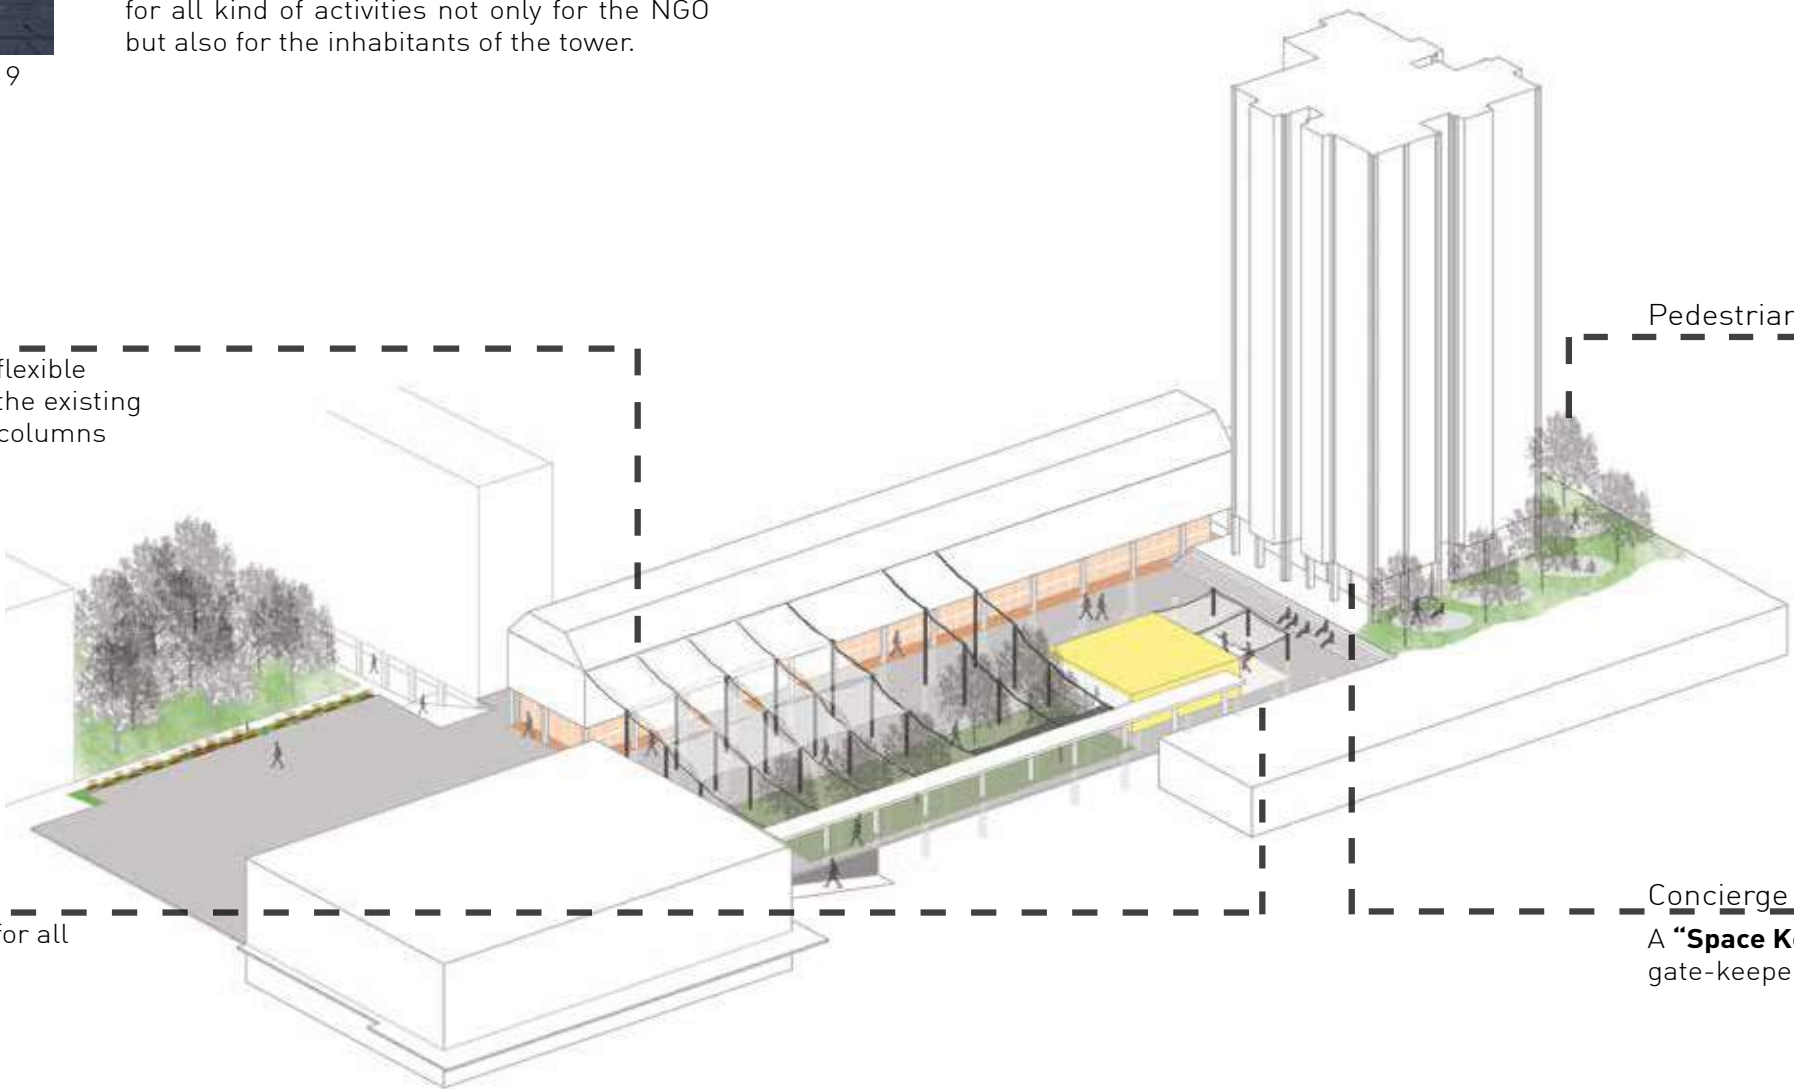 for all kind of activities not only for the NGO
but also for the inhabitants of the tower.
9
flexible
the existing
columns
Pedestrian
for all
Concierge
A “Space K
gate-keepe